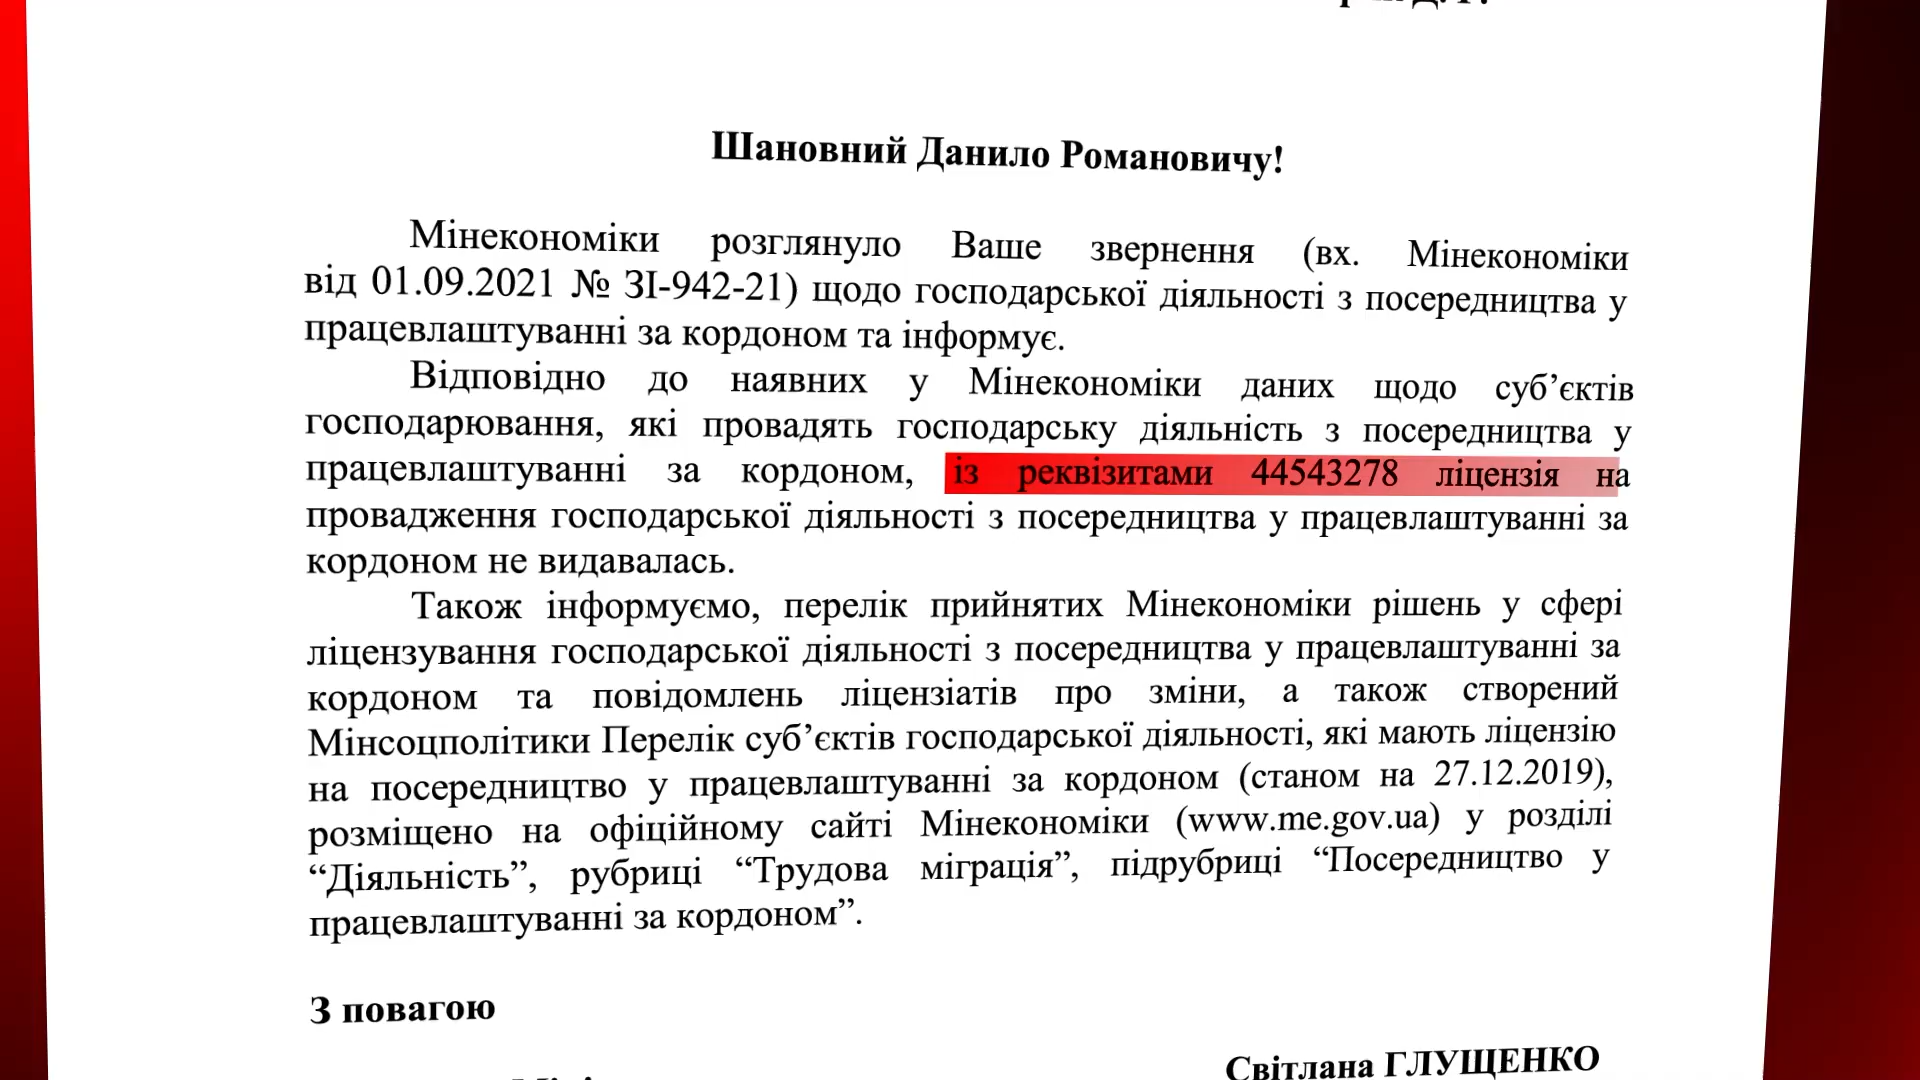 Шановний Данило Романовичу!
Мінекономіки розглянуло Ваше звернення (вх. Мінекономіки
від 01.09.2021 № ЗІ-942-21) щодо господарської діяльності з посередництва у
працевлаштуванні за кордоном та інформує.
Відповідно до наявних у Мінекономіки даних щодо суб’єктів
господарювання, які провадять господарську діяльність з посередництва у
працевлаштуванні за кордоном, із реквізитами 44543278 ліцензія на
провадження господарської діяльності з посередництва у працевлаштуванні за
кордоном не видавалась.
Також інформуємо, перелік прийнятих Мінекономіки рішень у сфері
ліцензування господарської діяльності з посередництва у працевлаштуванні за
кордоном та повідомлень ліцензіатів про зміни, а також створений
Мінсоцполітики Перелік суб’єктів господарської діяльності, які мають ліцензію
на посередництво у працевлаштуванні за кордоном (станом на 27.12.2019),
розміщено на офіційному сайті Мінекономіки (www.me.gov.ua) у розділі
“Діяльність”, рубриці “Трудова міграція”, підрубриці “Посередництво у
працевлаштуванні за кордоном”.
З повагою
Світлана ГЛУЩЕНКО